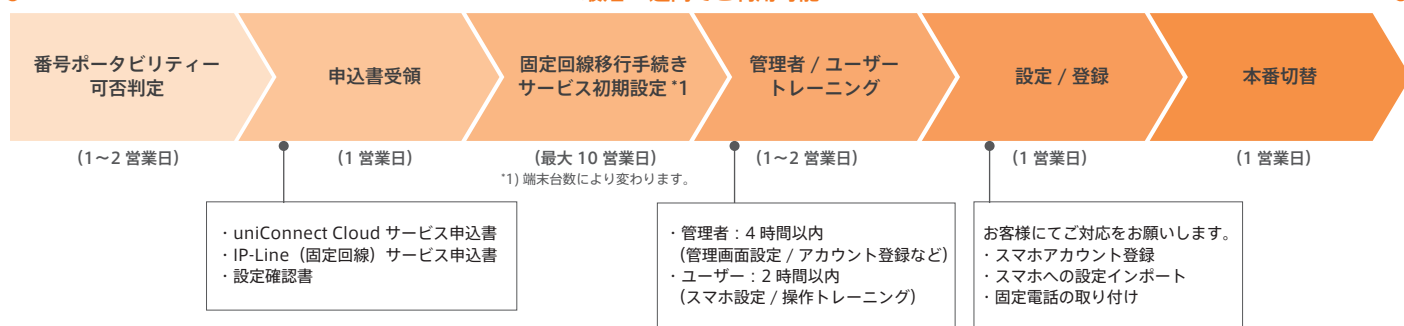 番号ポータビリティー
可否判定
申込書受領
固定回線移行手続き
サービス初期設定 *1
管理者 / ユーザー
トレーニング
設定 / 登録
本番切替
（1～2 営業日）
（1 営業日）
（最大 10 営業日）
*1) 端末台数により変わります。
（1～2 営業日）
（1 営業日）
（1 営業日）
・uniConnect Cloud サービス申込書
・IP-Line（固定回線）サービス申込書
・設定確認書
・管理者：4 時間以内
（管理画面設定 / アカウント登録など）
・ユーザー：2 時間以内
（スマホ設定 / 操作トレーニング）
お客様にてご対応をお願いします。
・スマホアカウント登録
・スマホへの設定インポート
・固定電話の取り付け